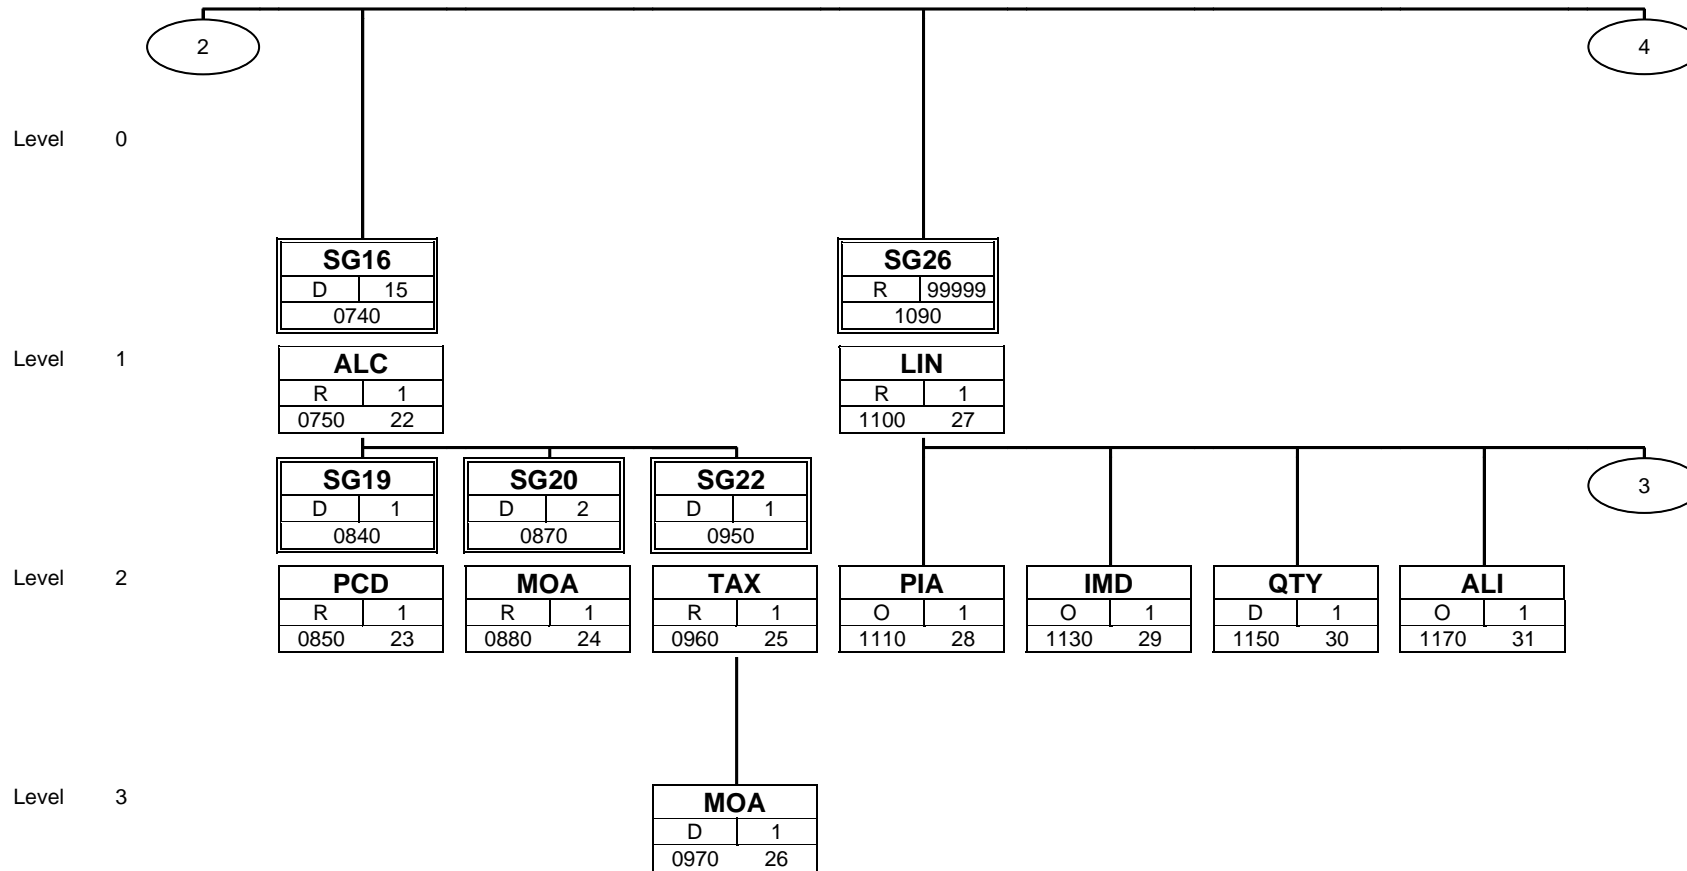 2 4
Level 0
SG16 SG26
D 15 R 99999
0740 1090
Level 1 ALC LIN
R 1 R 1
0750 22 1100 27
SG19 SG20 SG22
D 1 D 2 D 1 3
0840 0870 0950
Level 2 PCD MOA TAX PIA IMD QTY ALI
R 1 R 1 R 1 O 1 O 1 D 1 O 1
0850 23 0880 24 0960 25 1110 28 1130 29 1150 30 1170 31
Level 3 MOA
D 1
0970 26